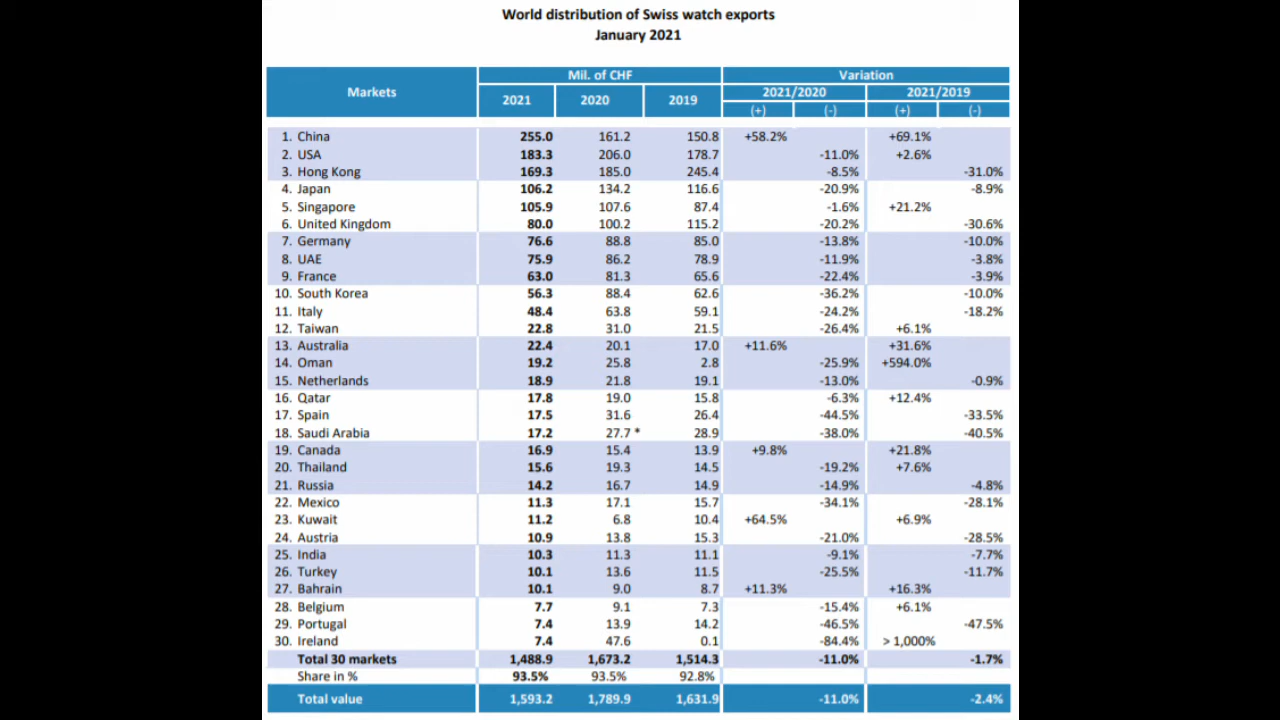 World distribution of Swiss watch exports
January 2021
Markets Mil. of CHF Variation
2021 2020 2019 2021/2020 2021/2019
(+) (-) (+) (-)
1. China 255.0 161.2 150.8 +58.2% +69.1%
2. USA 183.3 206.0 178.7 -11.0% +2.6%
3. Hong Kong 169.3 185.0 245.4 -8.5% -31.0%
4. Japan 106.2 134.2 116.6 -20.9% -8.9%
5. Singapore 105.9 107.6 87.4 -1.6% +21.2%
6. United Kingdom 80.0 100.2 115.2 -20.2% -30.6%
7. Germany 76.6 88.8 85.0 -13.8% -10.0%
8. UAE 75.9 86.2 78.9 -11.9% -3.8%
9. France 63.0 81.3 65.6 -22.4% -3.9%
10. South Korea 56.3 88.4 62.6 -36.2% -10.0%
11. Italy 48.4 63.8 59.1 -24.2% -18.2%
12. Taiwan 22.8 31.0 21.5 -26.4% +6.1%
13. Australia 22.4 20.1 17.0 +11.6% +31.6%
14. Oman 19.2 25.8 2.8 -25.9% +594.0%
15. Netherlands 18.9 21.8 19.1 -13.0% -0.9%
16. Qatar 17.8 19.0 15.8 -6.3% +12.4%
17. Spain 17.5 31.6 26.4 -44.5% -33.5%
18. Saudi Arabia 17.2 27.7 * 28.9 -38.0% -40.5%
19. Canada 16.9 15.4 13.9 +9.8% +21.8%
20. Thailand 15.6 19.3 14.5 -19.2% +7.6%
21. Russia 14.2 16.7 14.9 -14.9% -4.8%
22. Mexico 11.3 17.1 15.7 -34.1% -28.1%
23. Kuwait 11.2 6.8 10.4 +64.5% +6.9%
24. Austria 10.9 13.8 15.3 -21.0% -28.5%
25. India 10.3 11.3 11.1 -9.1% -7.7%
26. Turkey 10.1 13.6 11.5 -25.5% -11.7%
27. Bahrain 10.1 9.0 8.7 +11.3% +16.3%
28. Belgium 7.7 9.1 7.3 -15.4% +6.1%
29. Portugal 7.4 13.9 14.2 -46.5% -47.5%
30. Ireland 7.4 47.6 0.1 -84.4% > 1,000%
Total 30 markets 1,488.9 1,673.2 1,514.3 -11.0% -1.7%
Share in % 93.5% 93.5% 92.8%
Total value 1,593.2 1,789.9 1,631.9 -11.0% -2.4%